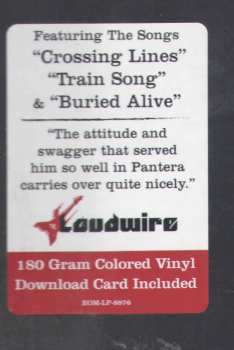 Featuring The Songs
“Crossing Lines”
“Train Song”
& “Buried Alive”
“The attitude and
swagger that served
him so well in Pantera
carries over quite nicely.”
Loudwire
180 Gram Colored Vinyl
Download Card Included
EOM-LP-8876